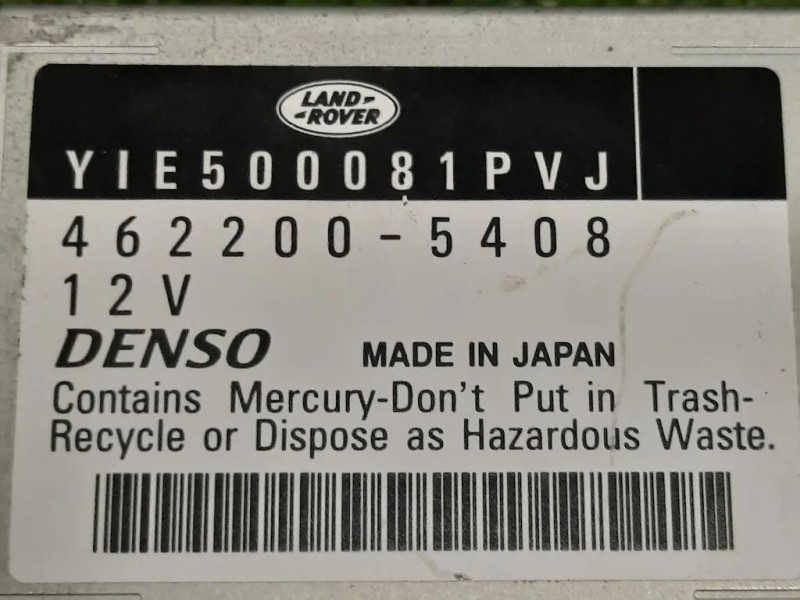 LAND-
-ROVER
YIE500081PVJ
462200-5408
12V
DENSO MADE IN JAPAN
Contains Mercury-Don't Put in Trash-
Recycle or Dispose as Hazardous Waste.